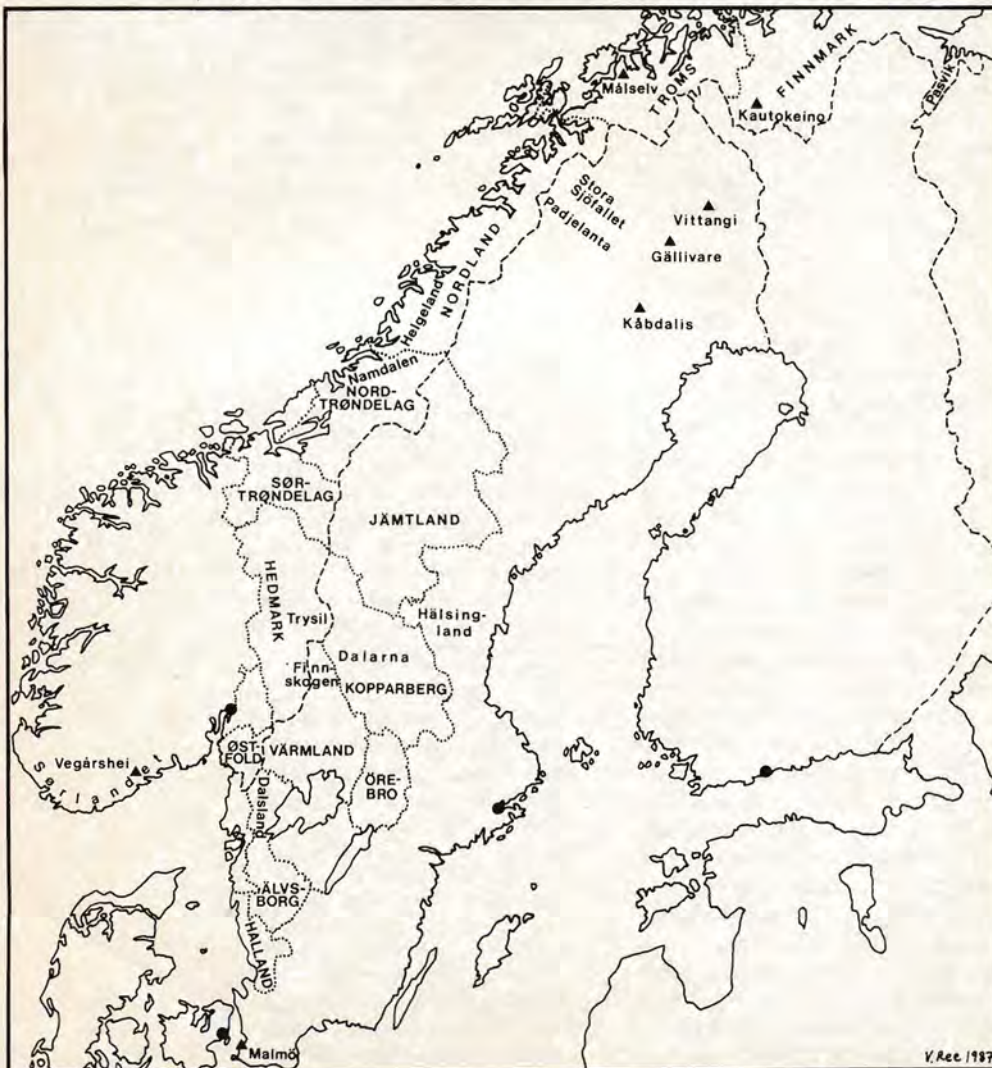 FINNMARK
Målselv
TROMS
Kautokeino
Pasvik
Stora
Sjöfallet
Padjelanta
Vittangi
Gällivare
Kåbdalis
NORDLAND
Helgeland
Namdalen
NORD-
TRØNDELAG
SØR-
TRØNDELAG
JÄMTLAND
HEDMARK
Trysil
Hälsing-
land
Dalarna
Finn-
skogen
KOPPARBERG
Vegårshei
Sørlandet
ØST-
FOLD
VÄRMLAND
ÖRE-
BRO
Dalsland
ÄLVS-
BORG
HALLAND
Malmö
V. Ree 1987